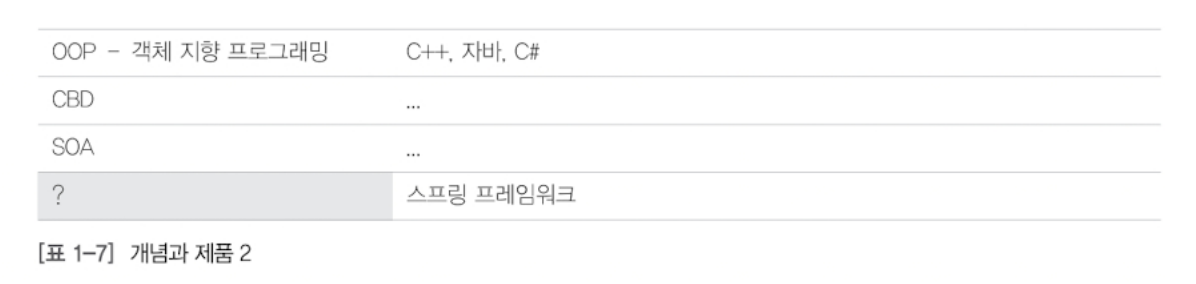 OOP - 객체 지향 프로그래밍 C++, 자바, C#
CBD ...
SOA ...
? 스프링 프레임워크
[표 1-7] 개념과 제품 2